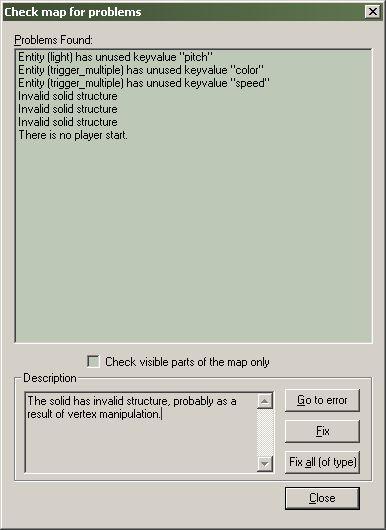 Check map for problems
Problems Found:
Entity (light) has unused keyvalue "pitch"
Entity (trigger_multiple) has unused keyvalue "color"
Entity (trigger_multiple) has unused keyvalue "speed"
Invalid solid structure
Invalid solid structure
Invalid solid structure
There is no player start.
Check visible parts of the map only
Description
The solid has invalid structure, probably as a
result of vertex manipulation.
Go to error
Fix
Fix all (of type)
Close